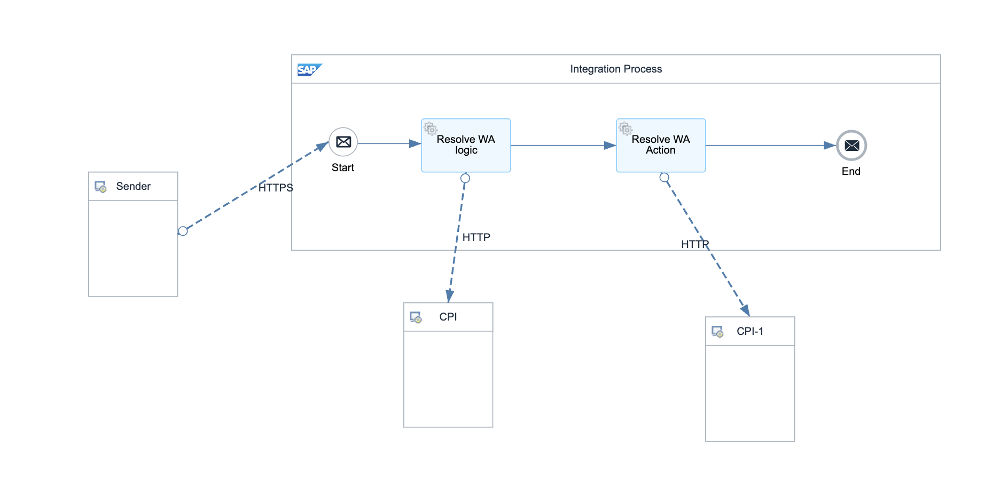 SAP
Integration Process
Resolve WA
logic
Resolve WA
Action
Start
End
Sender
HTTPS
HTTP
HTTP
CPI
CPI-1